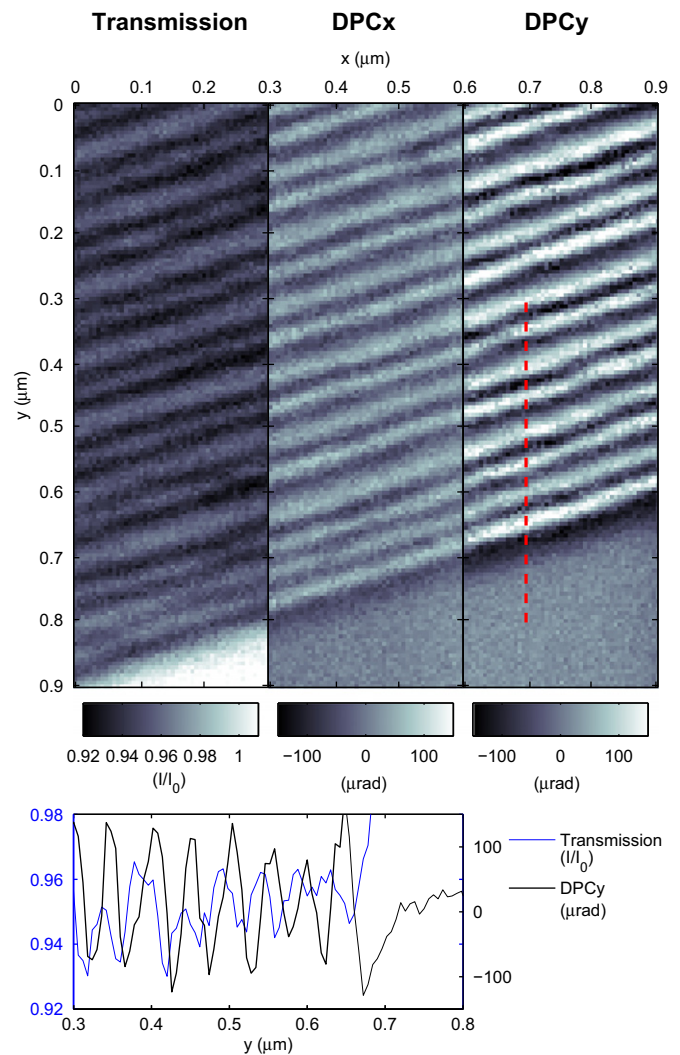 Transmission DPCx DPCy
x (μm)
0 0.1 0.2 0.3 0.4 0.5 0.6 0.7 0.8 0.9
0
0.1
0.2
0.3
0.4
0.5
0.6
0.7
0.8
0.9
y (μm)
0.92 0.94 0.96 0.98 1
(I/I0)
−100 0 100
(μrad)
−100 0 100
(μrad)
0.98
0.96
0.94
0.92
100
0
−100
0.3 0.4 0.5 0.6 0.7 0.8
y (μm)
Transmission
(I/I0)
DPCy
(μrad)